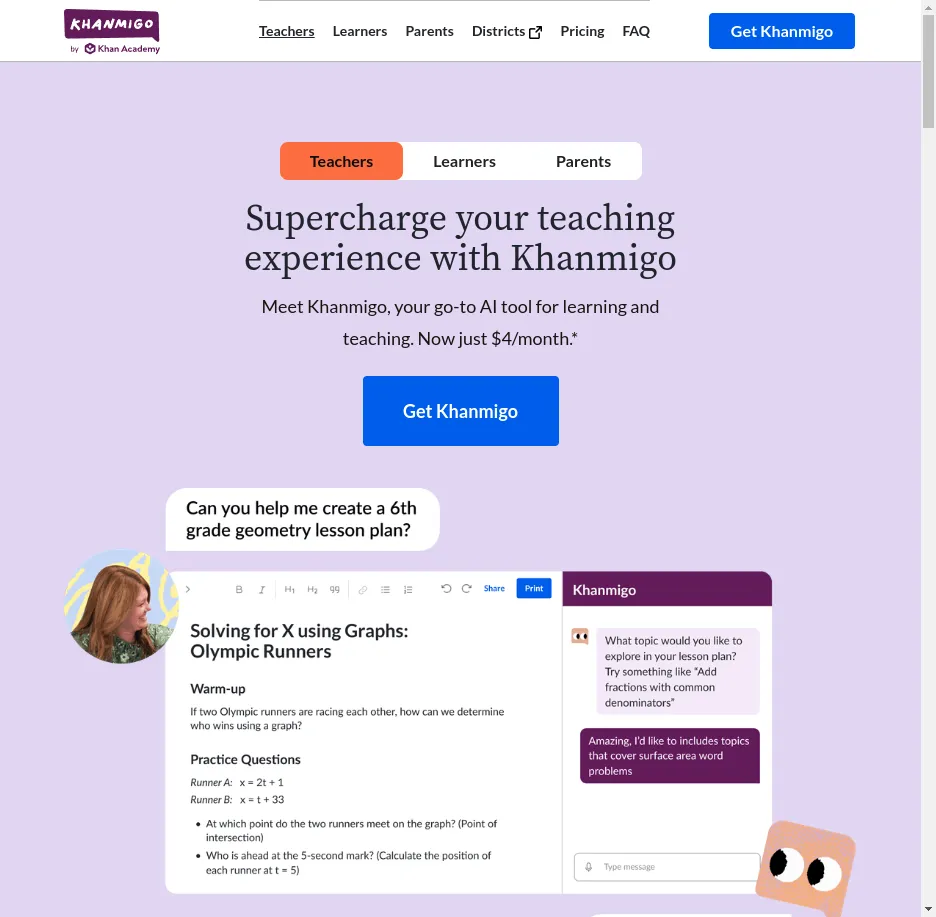 KHANMIGO
by Khan Academy
Teachers Learners Parents Districts Pricing FAQ
Get Khanmigo
Teachers Learners Parents
Supercharge your teaching
experience with Khanmigo
Meet Khanmigo, your go-to AI tool for learning and
teaching. Now just $4/month.*
Get Khanmigo
Can you help me create a 6th
grade geometry lesson plan?
B I H1 H2 99 Share Print
Solving for X using Graphs:
Olympic Runners
Warm-up
If two Olympic runners are racing each other, how can we determine
who wins using a graph?
Practice Questions
Runner A: x = 2t + 1
Runner B: x = t + 33
• At which point do the two runners meet on the graph? (Point of
intersection)
• Who is ahead at the 5-second mark? (Calculate the position of
each runner at t = 5)
Khanmigo
What topic would you like to
explore in your lesson plan?
Try something like “Add
fractions with common
denominators”
Amazing, I’d like to includes topics
that cover surface area word
problems
Type message